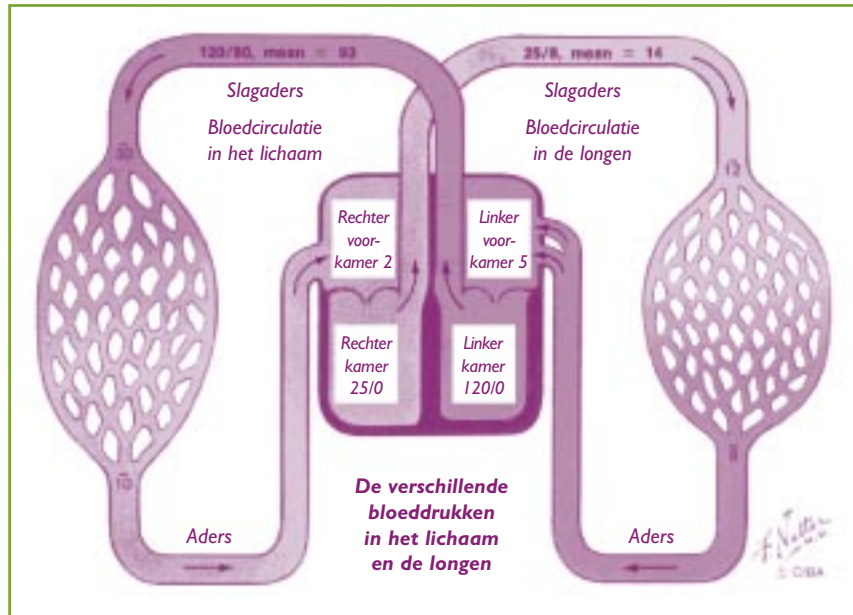 120/80, mean = 93
25/8, mean = 14
Slagaders
Bloedcirculatie
in het lichaam
Slagaders
Bloedcirculatie
in de longen
30
12
Rechter
voor-
kamer 2
Linker
voor-
kamer 5
Rechter
kamer
25/0
Linker
kamer
120/0
10
8
De verschillende
bloeddrukken
in het lichaam
en de longen
Aders
Aders
F. Netter
© CIBA